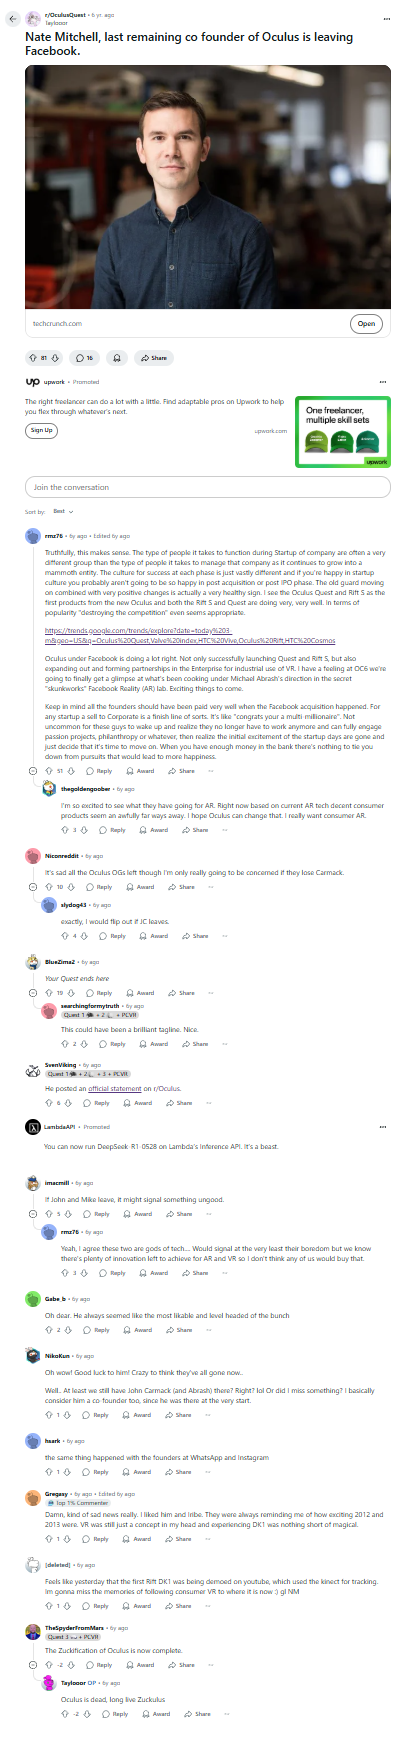 r/OculusQuest • 6 yr. ago
Taylooor
Nate Mitchell, last remaining co founder of Oculus is leaving
Facebook.
techcrunch.com
Open
81
16
Share
up upwork • Promoted
The right freelancer can do a lot with a little. Find adaptable pros on Upwork to help
you flex through whatever's next.
Sign Up
upwork.com
One freelancer,
multiple skill sets
upwork
Join the conversation
Sort by: Best
rmz76 • 6y ago • Edited 6y ago
Truthfully, this makes sense. The type of people it takes to function during Startup of company are often a very
different group than the type of people it takes to manage that company as it continues to grow into a
mammoth entity. The culture for success at each phase is just vastly different and if you're happy in startup
culture you probably aren't going to be so happy in post acquisition or post IPO phase. The old guard moving
on combined with very positive changes is actually a very healthy sign. I see the Oculus Quest and Rift S as the
first products from the new Oculus and both the Rift S and Quest are doing very, very well. In terms of
popularity "destroying the competition" even seems appropriate.
https://trends.google.com/trends/explore?date=today%203-
m&geo=US&q=Oculus%20Quest,Valve%20Index,HTC%20Vive,Oculus%20Rift,HTC%20Cosmos
Oculus under Facebook is doing a lot right. Not only successfully launching Quest and Rift S, but also
expanding out and forming partnerships in the Enterprise for industrial use of VR. I have a feeling at OC6 we're
going to finally get a glimpse at what's been cooking under Michael Abrash's direction in the secret
"skunkworks" Facebook Reality (AR) lab. Exciting things to come.
Keep in mind all the founders should have been paid very well when the Facebook acquisition happened. For
any startup a sell to Corporate is a finish line of sorts. It's like "congrats your a multi-millionaire". Not
uncommon for these guys to wake up and realize they no longer have to work anymore and can fully engage
passion projects, philanthropy or whatever, then realize the initial excitement of the startup days are gone and
just decide that it's time to move on. When you have enough money in the bank there's nothing to tie you
down from pursuits that would lead to more happiness.
51 Reply Award Share
thegoldengoober • 6y ago
I'm so excited to see what they have going for AR. Right now based on current AR tech decent consumer
products seem an awfully far ways away. I hope Oculus can change that. I really want consumer AR.
3 Reply Award Share
Niconreddit • 6y ago
It's sad all the Oculus OGs left though I'm only really going to be concerned if they lose Carmack.
10 Reply Award Share
slydog43 • 6y ago
exactly, I would flip out if JC leaves.
4 Reply Award Share
BlueZima2 • 6y ago
Your Quest ends here
19 Reply Award Share
searchingformytruth • 6y ago
Quest 1 + 2 + PCVR
This could have been a brilliant tagline. Nice.
2 Reply Award Share
SvenViking • 6y ago
Quest 1 + 2 + 3 + PCVR
He posted an official statement on r/Oculus.
6 Reply Award Share
LambdaAPI • Promoted
You can now run DeepSeek-R1-0528 on Lambda's Inference API. It's a beast.
imacmill • 6y ago
If John and Mike leave, it might signal something ungood.
5 Reply Award Share
rmz76 • 6y ago
Yeah, I agree these two are gods of tech... Would signal at the very least their boredom but we know
there's plenty of innovation left to achieve for AR and VR so I don't think any of us would buy that.
3 Reply Award Share
Gabe_b • 6y ago
Oh dear. He always seemed like the most likable and level headed of the bunch
2 Reply Award Share
NikoKun • 6y ago
Oh wow! Good luck to him! Crazy to think they've all gone now..
Well.. At least we still have John Carmack (and Abrash) there? Right? lol Or did I miss something? I basically
consider him a co founder too, since he was there at the very start.
1 Reply Award Share
hsark • 6y ago
the same thing happened with the founders at WhatsApp and Instagram
1 Reply Award Share
Gregasy • 6y ago • Edited 6y ago
Top 1% Commenter
Damn, kind of sad news really. I liked him and Iribe. They were always reminding me of how exciting 2012 and
2013 were. VR was still just a concept in my head and experiencing DK1 was nothing short of magical.
1 Reply Award Share
[deleted] • 6y ago
Feels like yesterday that the first Rift DK1 was being demoed on youtube, which used the kinect for tracking.
Im gonna miss the memories of following consumer VR to where it is now :) gl NM
1 Reply Award Share
TheSpyderFromMars • 6y ago
Quest 3 + PCVR
The Zuckification of Oculus is now complete.
-2 Reply Award Share
Taylooor OP • 6y ago
Oculus is dead, long live Zuckulus
-2 Reply Award Share